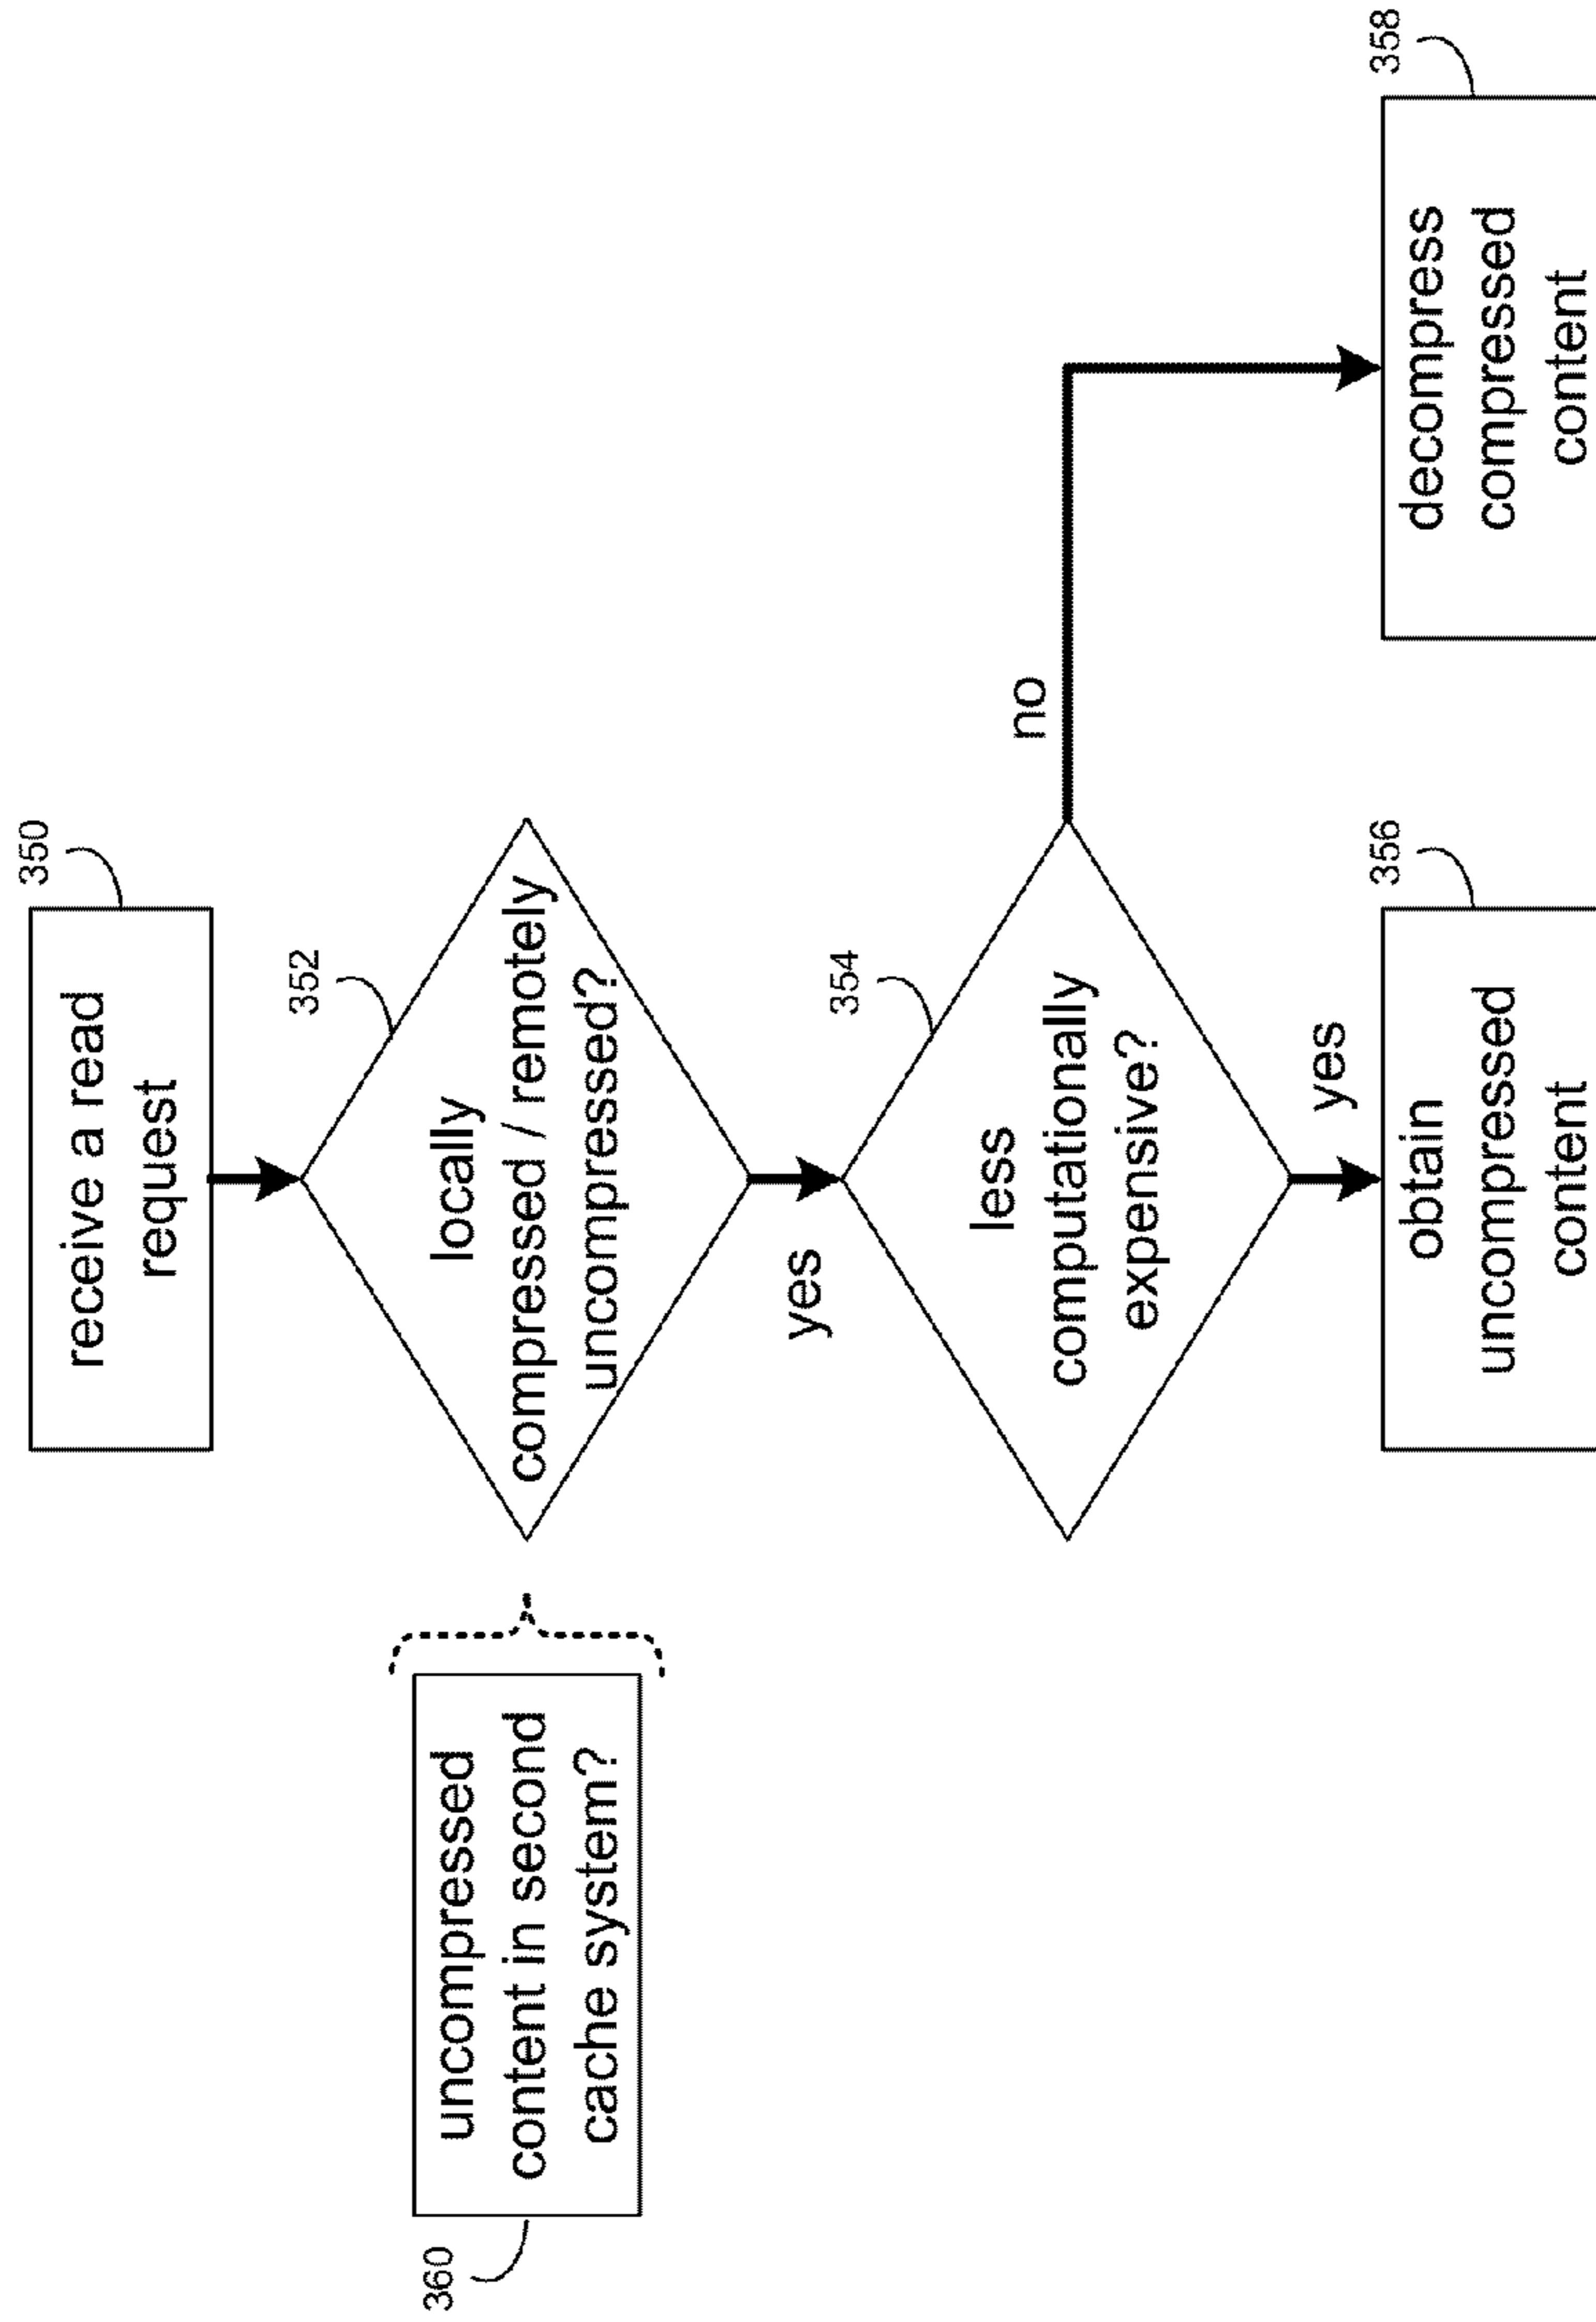 350
receive a read
request
352
locally
compressed / remotely
uncompressed?
360
uncompressed
content in second
cache system?
yes
354
less
computationally
expensive?
no
yes
356
obtain
uncompressed
content
358
decompress
compressed
content